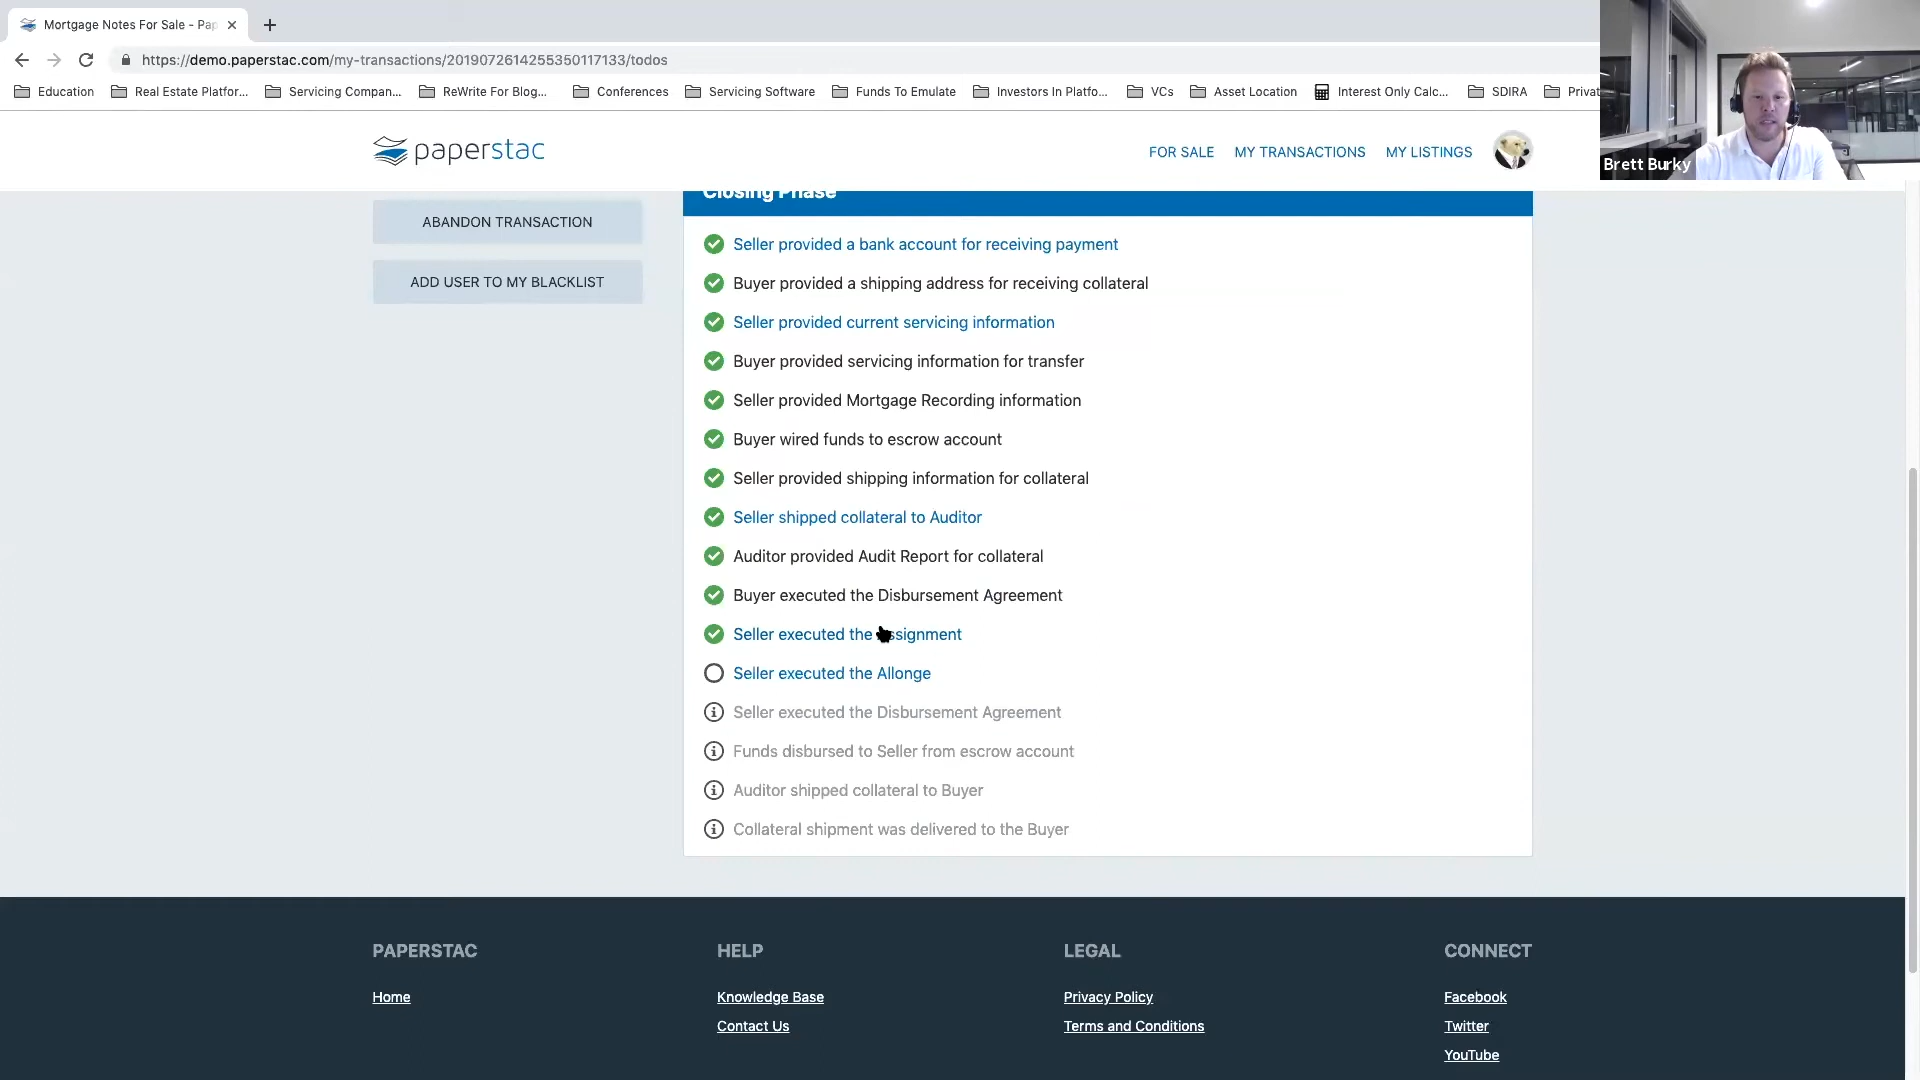 Mortgage Notes For Sale - Pap
https://demo.paperstac.com/my-transactions/2019072614255350117133/todos
Education
Real Estate Platfor...
Servicing Compan...
ReWrite For Blog...
Conferences
Servicing Software
Funds To Emulate
Investors In Platfo...
VCs
Asset Location
Interest Only Calc...
SDIRA
Privat
Brett Burky
paperstac
FOR SALE
MY TRANSACTIONS
MY LISTINGS
ABANDON TRANSACTION
ADD USER TO MY BLACKLIST
Closing Phase
Seller provided a bank account for receiving payment
Buyer provided a shipping address for receiving collateral
Seller provided current servicing information
Buyer provided servicing information for transfer
Seller provided Mortgage Recording information
Buyer wired funds to escrow account
Seller provided shipping information for collateral
Seller shipped collateral to Auditor
Auditor provided Audit Report for collateral
Buyer executed the Disbursement Agreement
Seller executed the Assignment
Seller executed the Allonge
Seller executed the Disbursement Agreement
Funds disbursed to Seller from escrow account
Auditor shipped collateral to Buyer
Collateral shipment was delivered to the Buyer
PAPERSTAC
Home
HELP
Knowledge Base
Contact Us
LEGAL
Privacy Policy
Terms and Conditions
CONNECT
Facebook
Twitter
YouTube